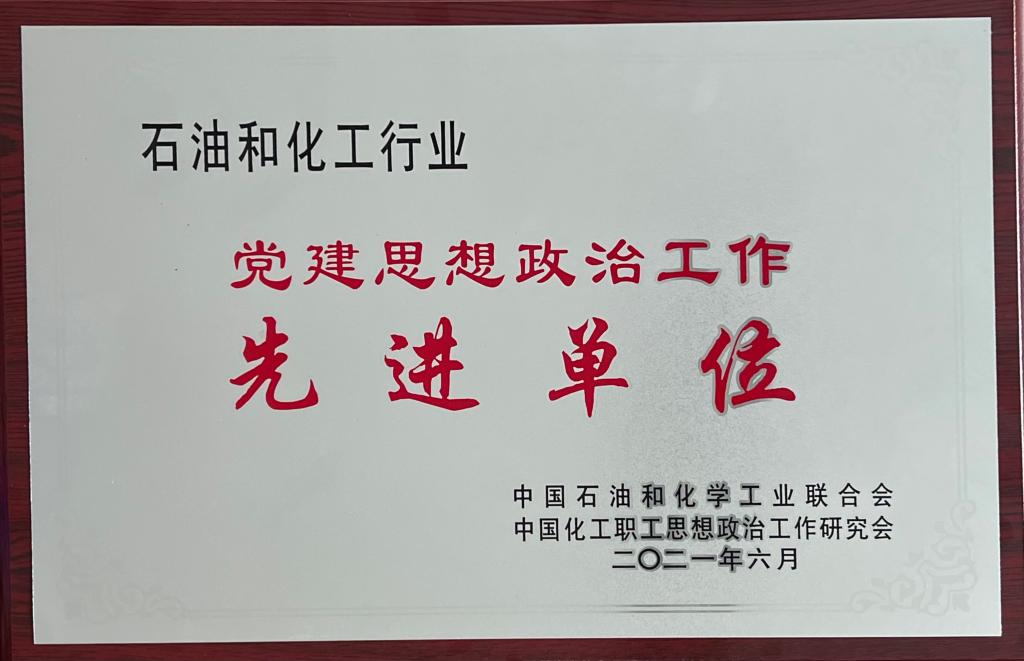 石油和化工行业
党建思想政治工作
先进单位
中国石油和化学工业联合会
中国化工职工思想政治工作研究会
二〇二一年六月